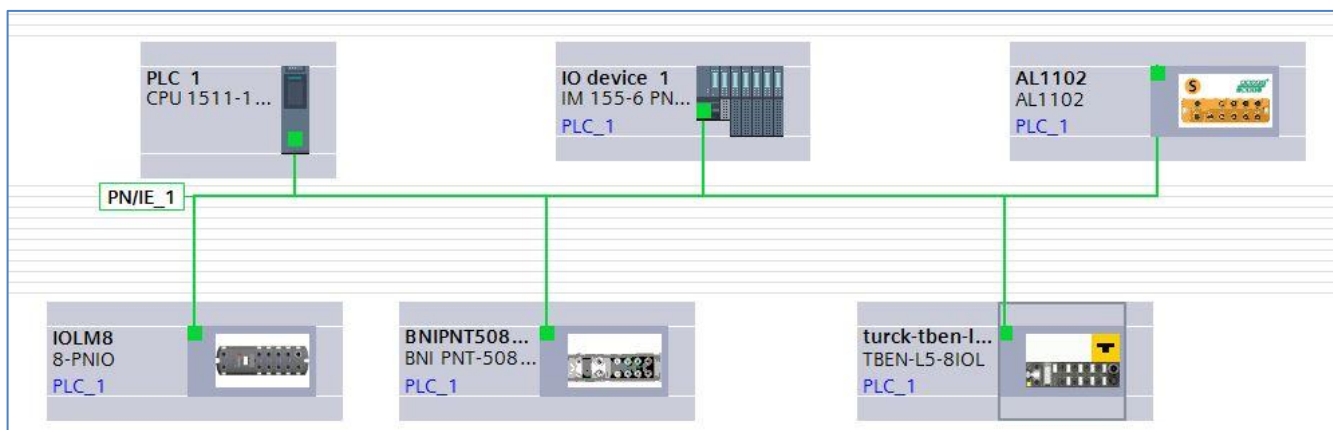 PLC_1
CPU 1511-1...
IO device_1
IM 155-6 PN...
PLC_1
AL1102
AL1102
PLC_1
S
PN/IE_1
IOLM8
8-PNIO
PLC_1
BNIPNT508...
BNI PNT-508...
PLC_1
turck-tben-l...
TBEN-L5-8IOL
PLC_1